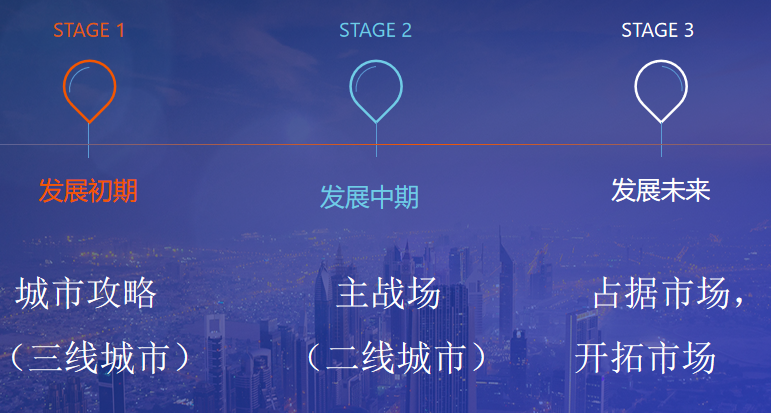 STAGE 1
STAGE 2
STAGE 3
发展初期
发展中期
发展未来
城市攻略
（三线城市）
主战场
（二线城市）
占据市场，
开拓市场